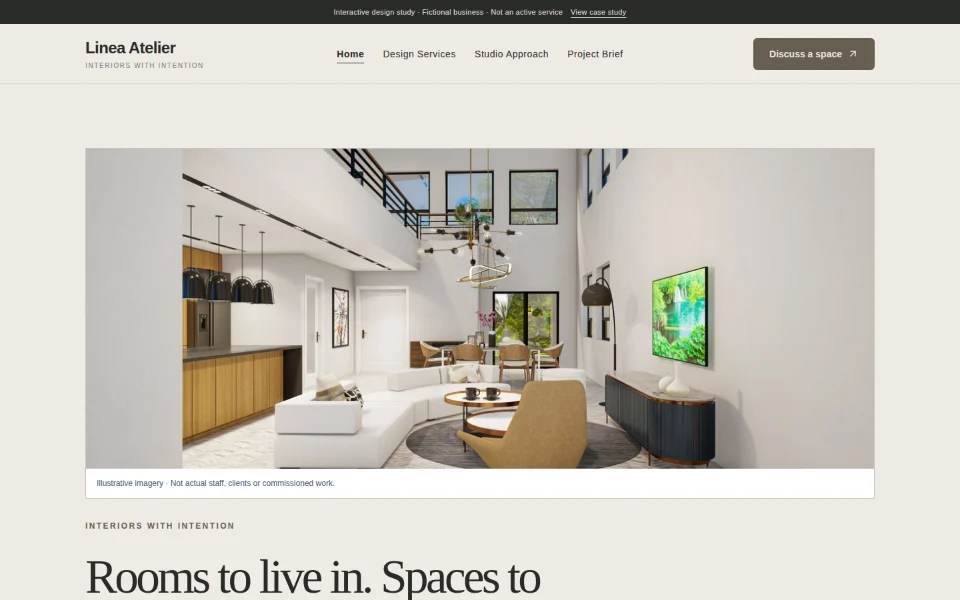 Interactive design study · Fictional business · Not an active service View case study
Linea Atelier
INTERIORS WITH INTENTION
Home Design Services Studio Approach Project Brief
Discuss a space
Illustrative imagery · Not actual staff, clients or commissioned work.
INTERIORS WITH INTENTION
Rooms to live in. Spaces to